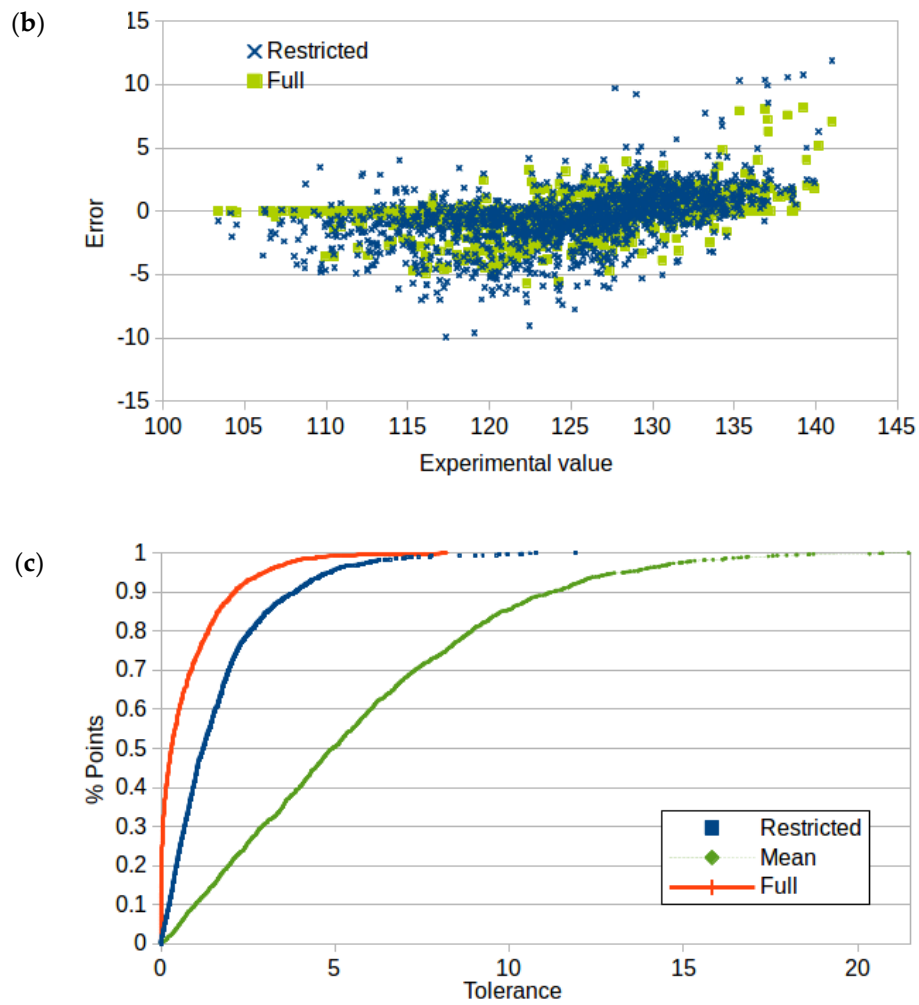 (b)
15
10
5
0
-5
-10
-15
Error
Restricted
Full
100 105 110 115 120 125 130 135 140 145
Experimental value
(c)
1
0.9
0.8
0.7
0.6
0.5
0.4
0.3
0.2
0.1
0
% Points
Restricted
Mean
Full
0 5 10 15 20
Tolerance